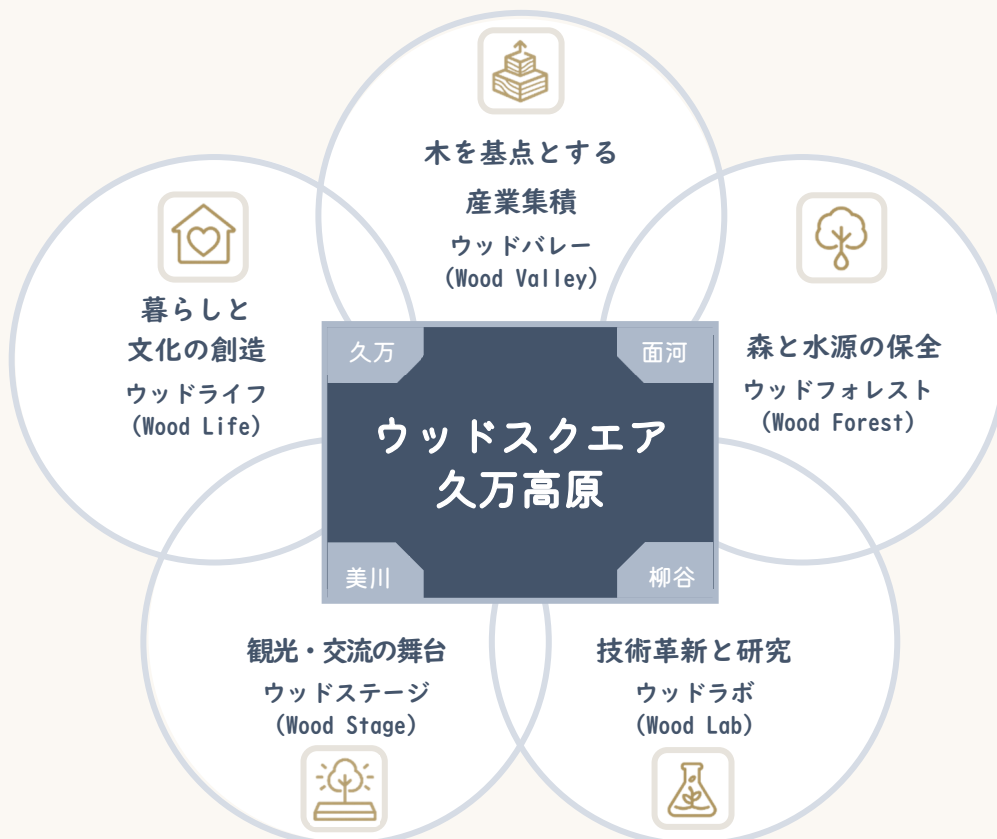 木を基点とする
産業集積
ウッドバレー
(Wood Valley)
暮らしと
文化の創造
ウッドライフ
(Wood Life)
森と水源の保全
ウッドフォレスト
(Wood Forest)
久万
面河
ウッドスクエア
久万高原
美川
柳谷
観光・交流の舞台
ウッドステージ
(Wood Stage)
技術革新と研究
ウッドラボ
(Wood Lab)